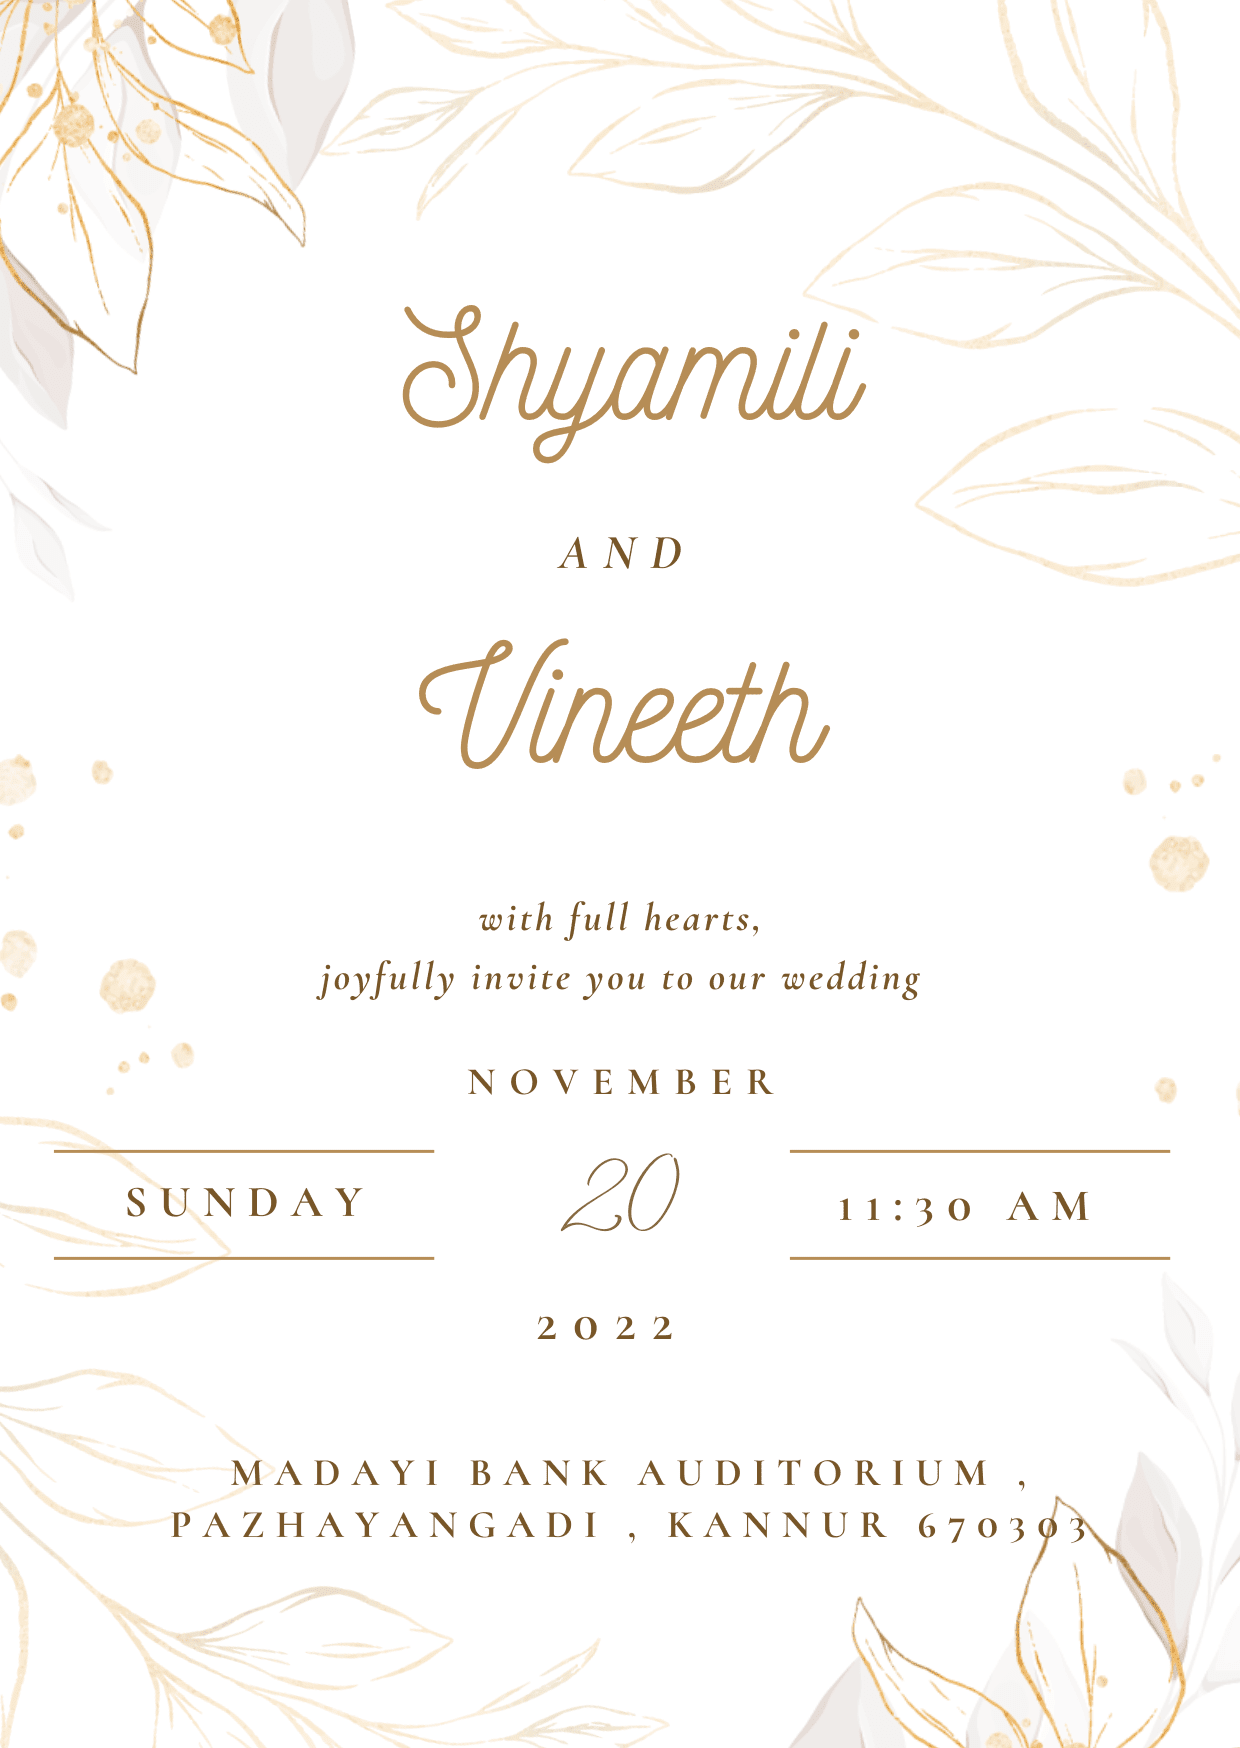 Shyamili
AND
Vineeth
with full hearts,
joyfully invite you to our wedding
NOVEMBER
SUNDAY
20
11:30 AM
2022
MADAYI BANK AUDITORIUM ,
PAZHAYANGADI , KANNUR 670303